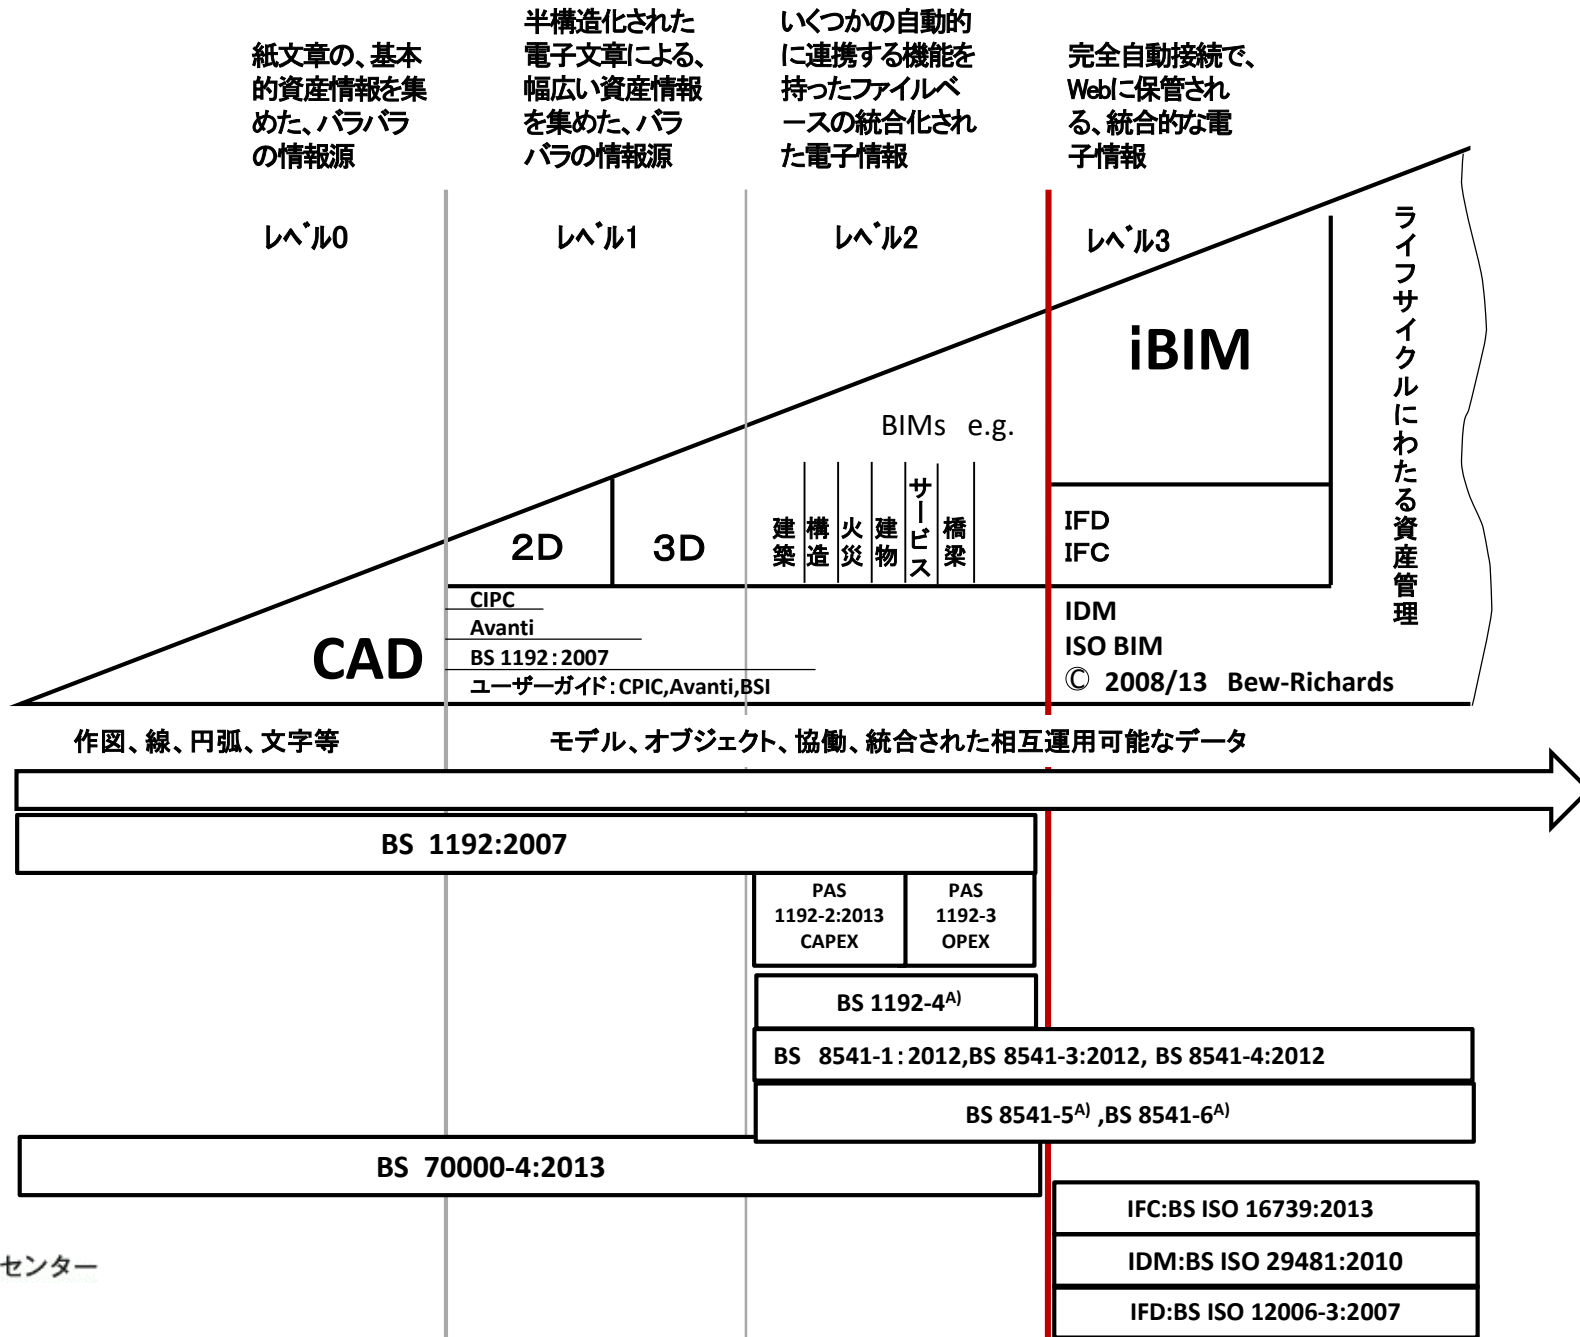 紙文章の、基本
的資産情報を集
めた、バラバラ
の情報源
半構造化された
電子文章による、
幅広い資産情報
を集めた、バラ
バラの情報源
いくつかの自動的
に連携する機能を
持ったファイルベ
ースの統合化され
た電子情報
完全自動接続で、
Webに保管され
る、統合的な電
子情報
レベル0
レベル1
レベル2
レベル3
ライフサイクルにわたる資産管理
iBIM
BIMs e.g.
2D
3D
建築
構造
火災
建物
サービス
橋梁
IFD
IFC
CAD
CIPC
Avanti
BS 1192：2007
ユーザーガイド：CPIC,Avanti,BSI
IDM
ISO BIM
© 2008/13 Bew-Richards
作図、線、円弧、文字等
モデル、オブジェクト、協働、統合された相互運用可能なデータ
BS 1192:2007
PAS
1192-2:2013
CAPEX
PAS
1192-3
OPEX
BS 1192-4A)
BS 8541-1：2012,BS 8541-3:2012, BS 8541-4:2012
BS 8541-5A) ,BS 8541-6A)
BS 70000-4:2013
IFC:BS ISO 16739:2013
IDM:BS ISO 29481:2010
IFD:BS ISO 12006-3:2007
センター